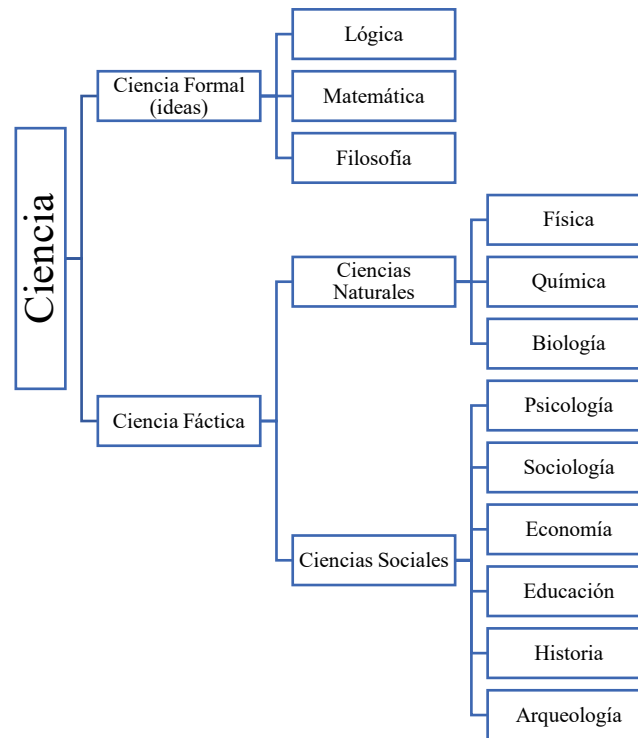 Ciencia
Ciencia Formal
(ideas)
Lógica
Matemática
Filosofía
Ciencia Fáctica
Ciencias
Naturales
Física
Química
Biología
Ciencias Sociales
Psicología
Sociología
Economía
Educación
Historia
Arqueología